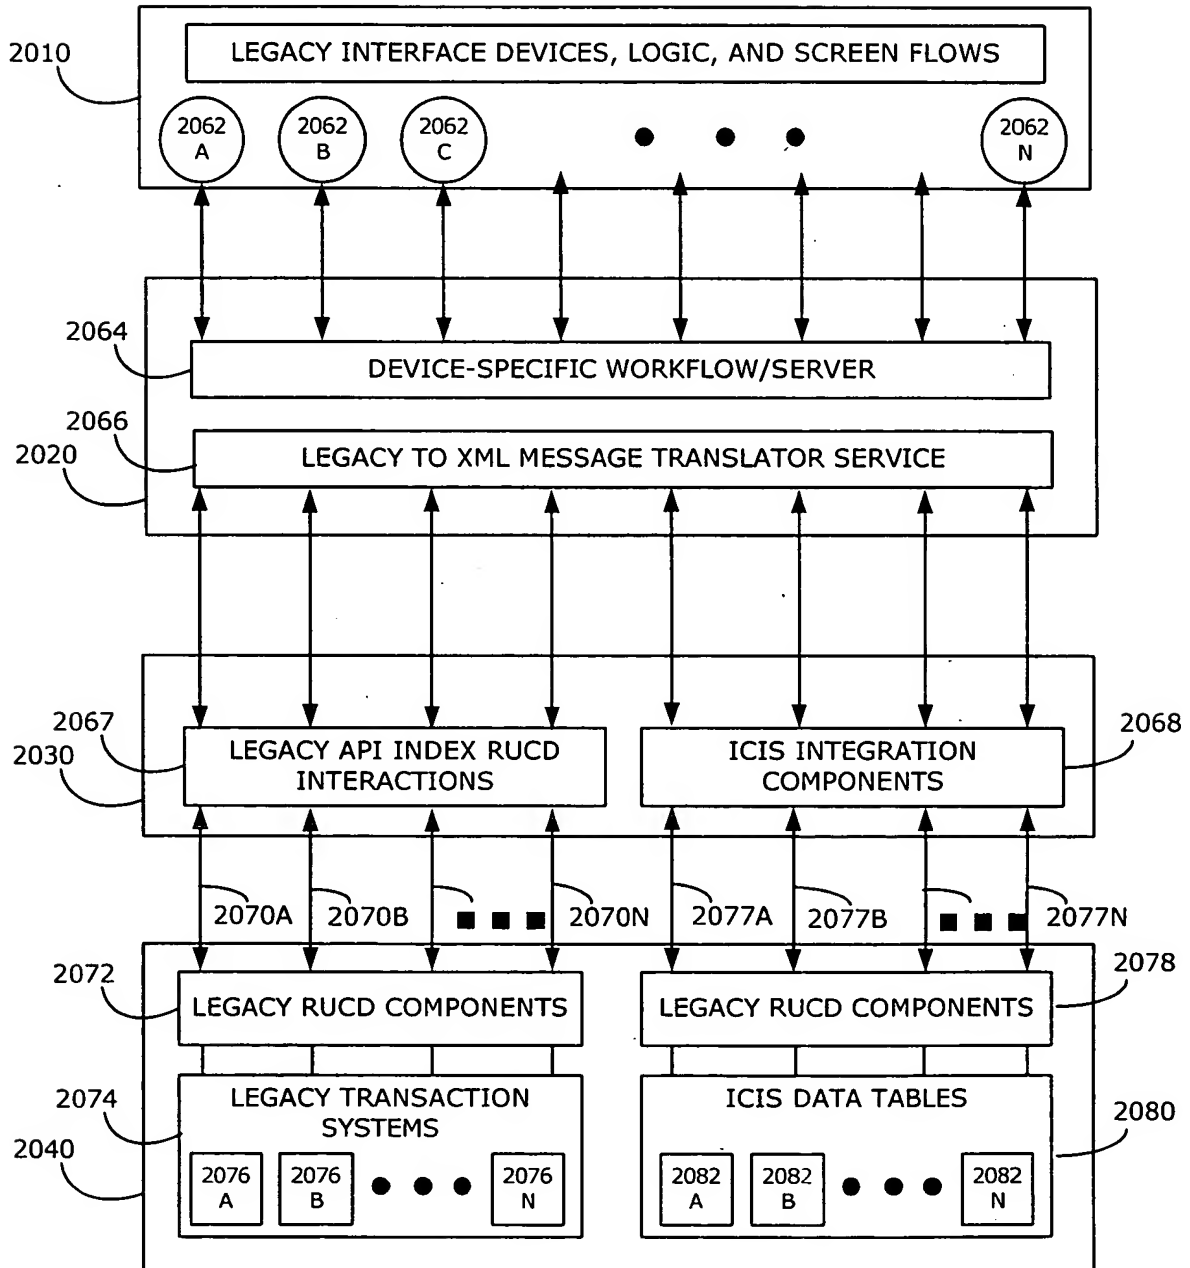 2010
LEGACY INTERFACE DEVICES, LOGIC, AND SCREEN FLOWS
2062 A
2062 B
2062 C
2062 N
2064
DEVICE-SPECIFIC WORKFLOW/SERVER
2066
2020
LEGACY TO XML MESSAGE TRANSLATOR SERVICE
2067
2030
LEGACY API INDEX RUCD
INTERACTIONS
ICIS INTEGRATION
COMPONENTS
2068
2070A
2070B
2070N
2077A
2077B
2077N
2072
LEGACY RUCD COMPONENTS
LEGACY RUCD COMPONENTS
2078
2074
2040
LEGACY TRANSACTION
SYSTEMS
2076 A
2076 B
2076 N
ICIS DATA TABLES
2080
2082 A
2082 B
2082 N